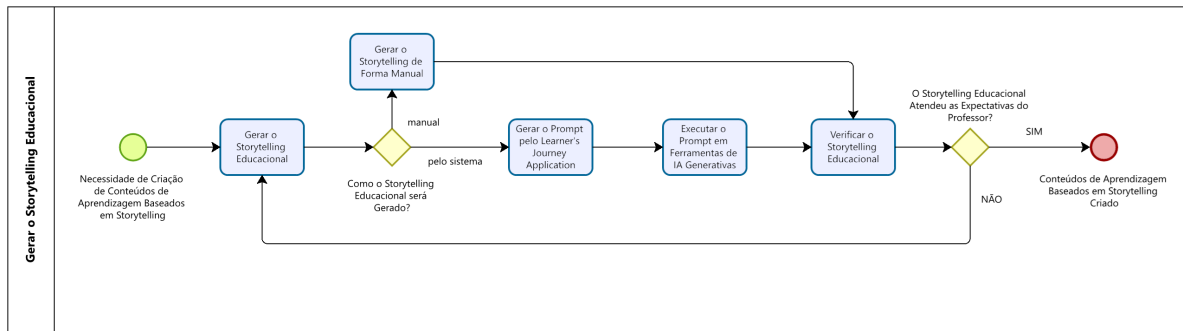 Gerar o Storytelling Educacional
Necessidade de Criação
de Conteúdos de
Aprendizagem Baseados
em Storytelling
Gerar o
Storytelling
Educacional
Gerar o
Storytelling de
Forma Manual
manual
pelo sistema
Como o Storytelling
Educacional será
Gerado?
Gerar o Prompt
pelo Learner's
Journey
Application
Executar o
Prompt em
Ferramentas de
IA Generativas
Verificar o
Storytelling
Educacional
O Storytelling Educacional
Atendeu as Expectativas do
Professor?
SIM
NÃO
Conteúdos de Aprendizagem
Baseados em Storytelling
Criado